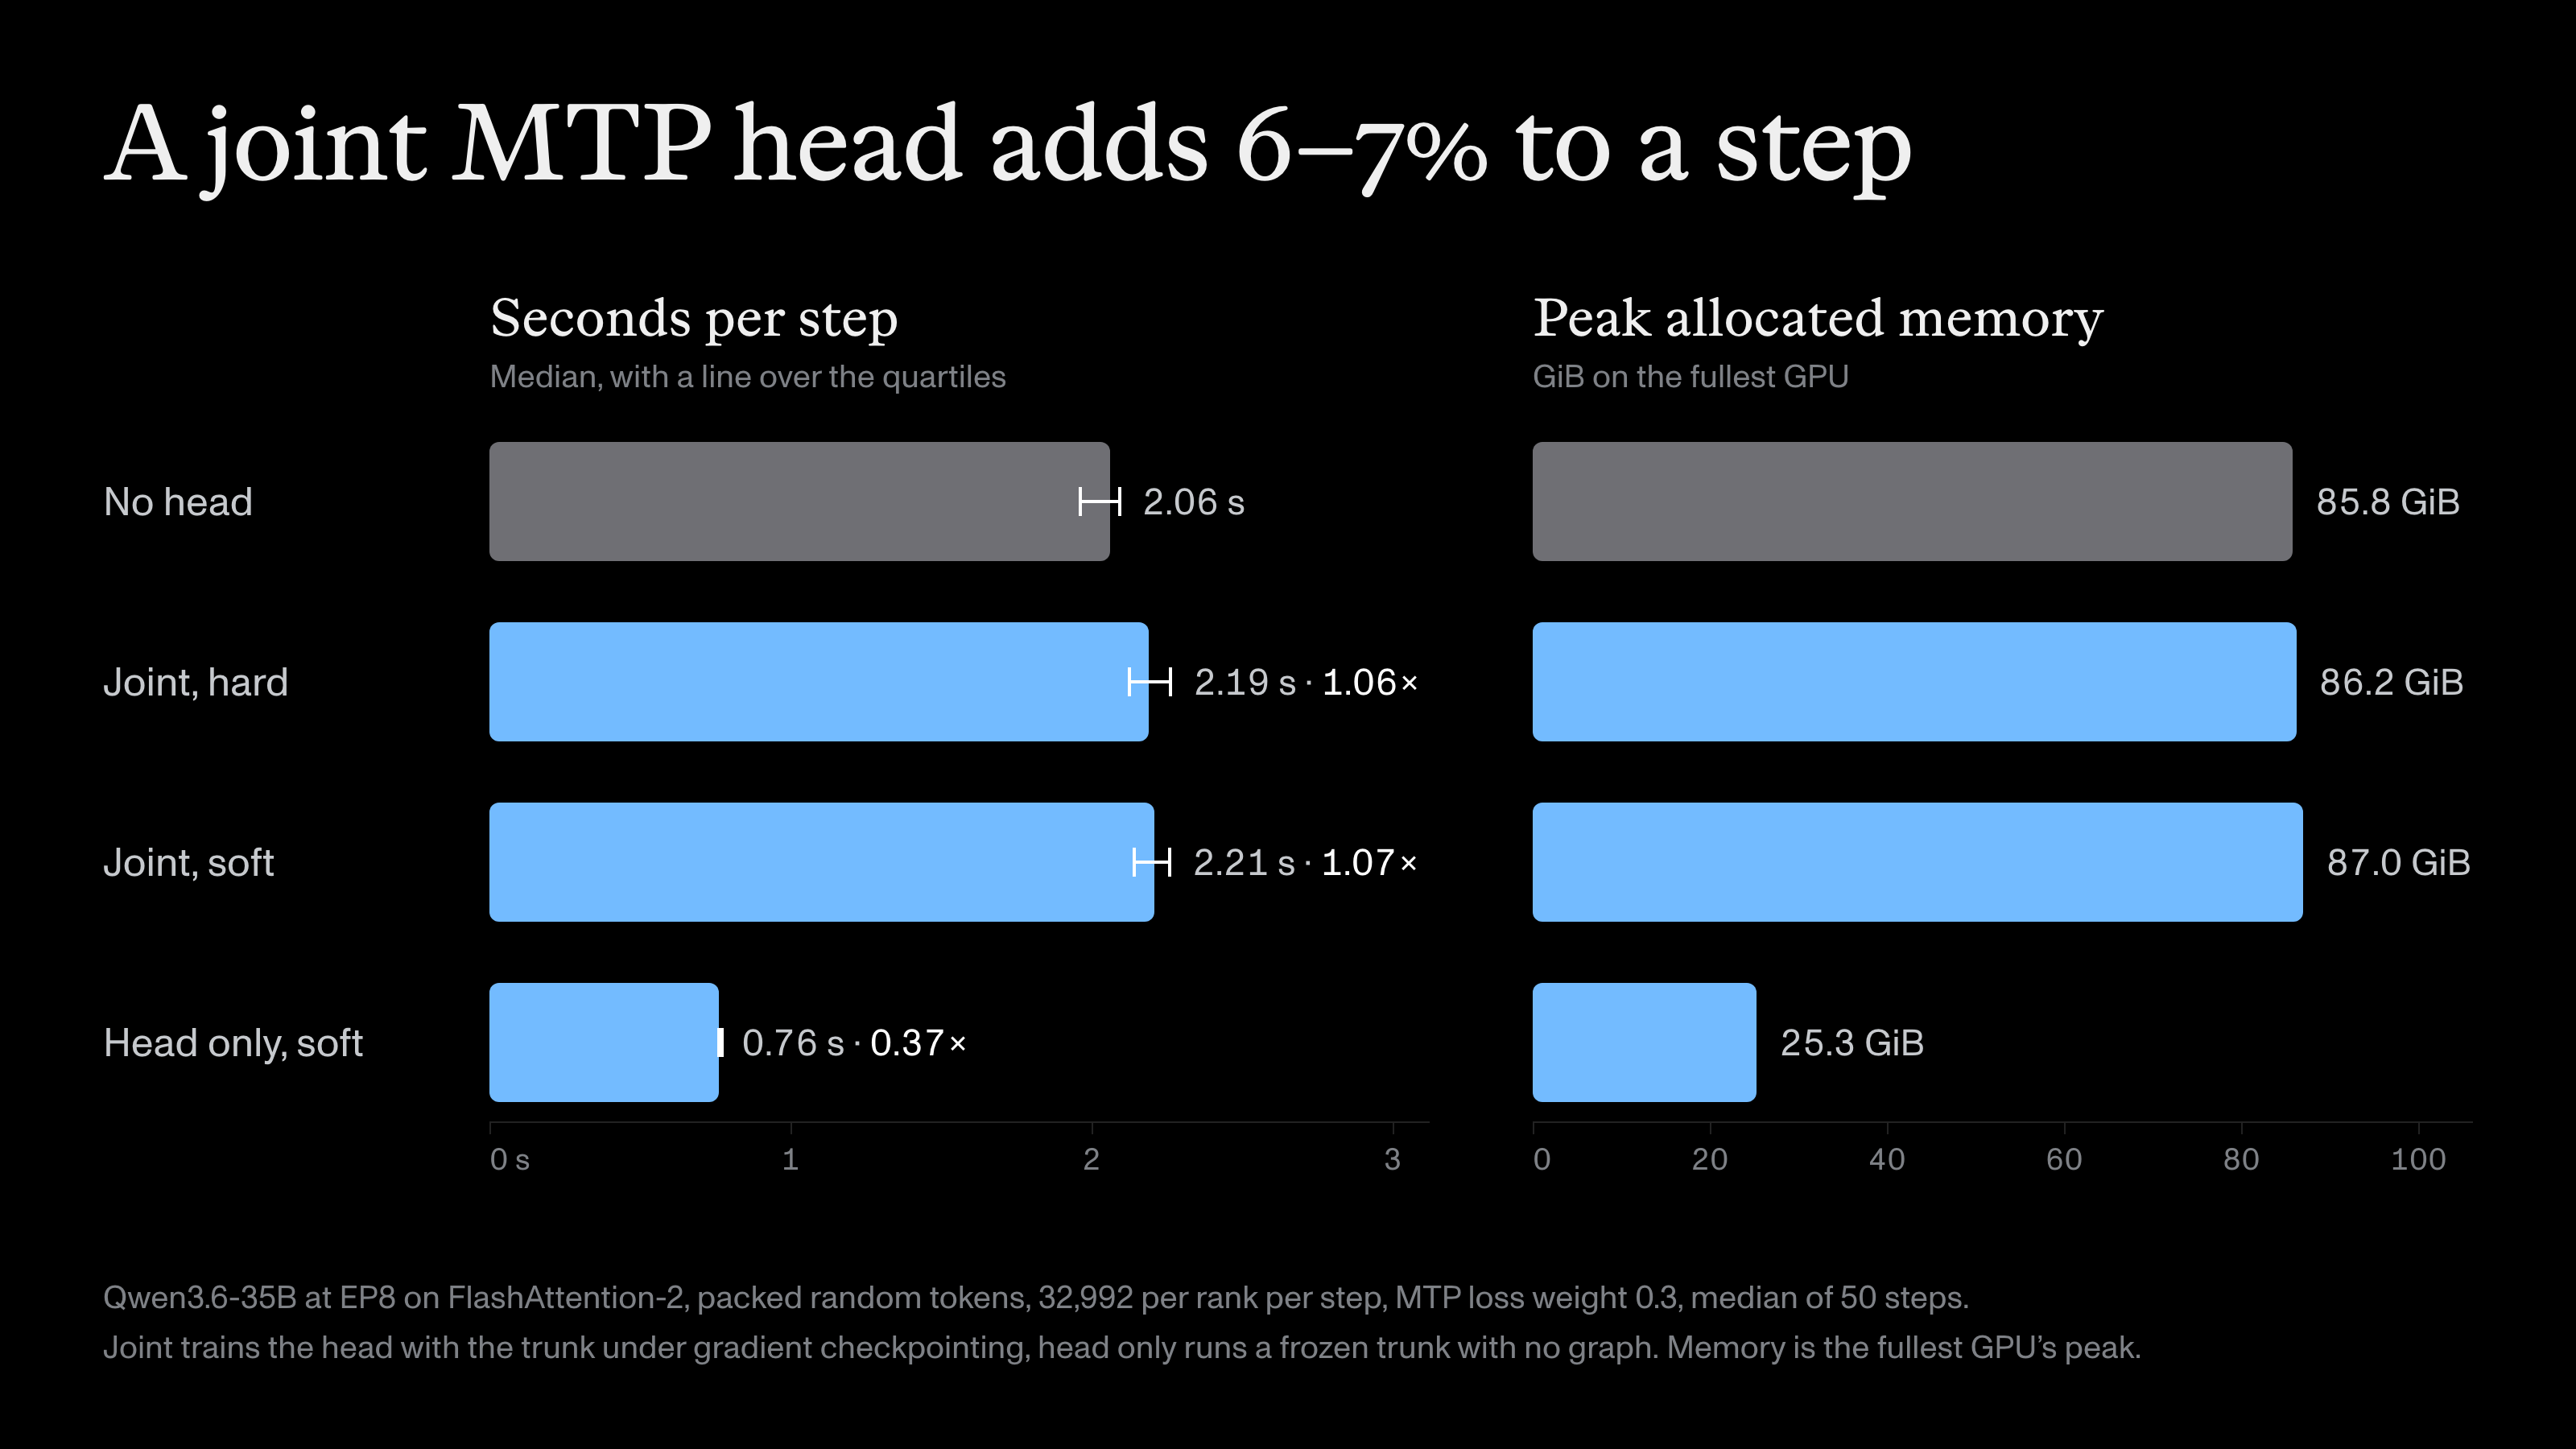 A joint MTP head adds 6–7% to a step
Seconds per step
Median, with a line over the quartiles
Peak allocated memory
GiB on the fullest GPU
No head
2.06 s
85.8 GiB
Joint, hard
2.19 s · 1.06×
86.2 GiB
Joint, soft
2.21 s · 1.07×
87.0 GiB
Head only, soft
0.76 s · 0.37×
25.3 GiB
0 s 1 2 3
0 20 40 60 80 100
Qwen3.6-35B at EP8 on FlashAttention-2, packed random tokens, 32,992 per rank per step, MTP loss weight 0.3, median of 50 steps.
Joint trains the head with the trunk under gradient checkpointing, head only runs a frozen trunk with no graph. Memory is the fullest GPU’s peak.